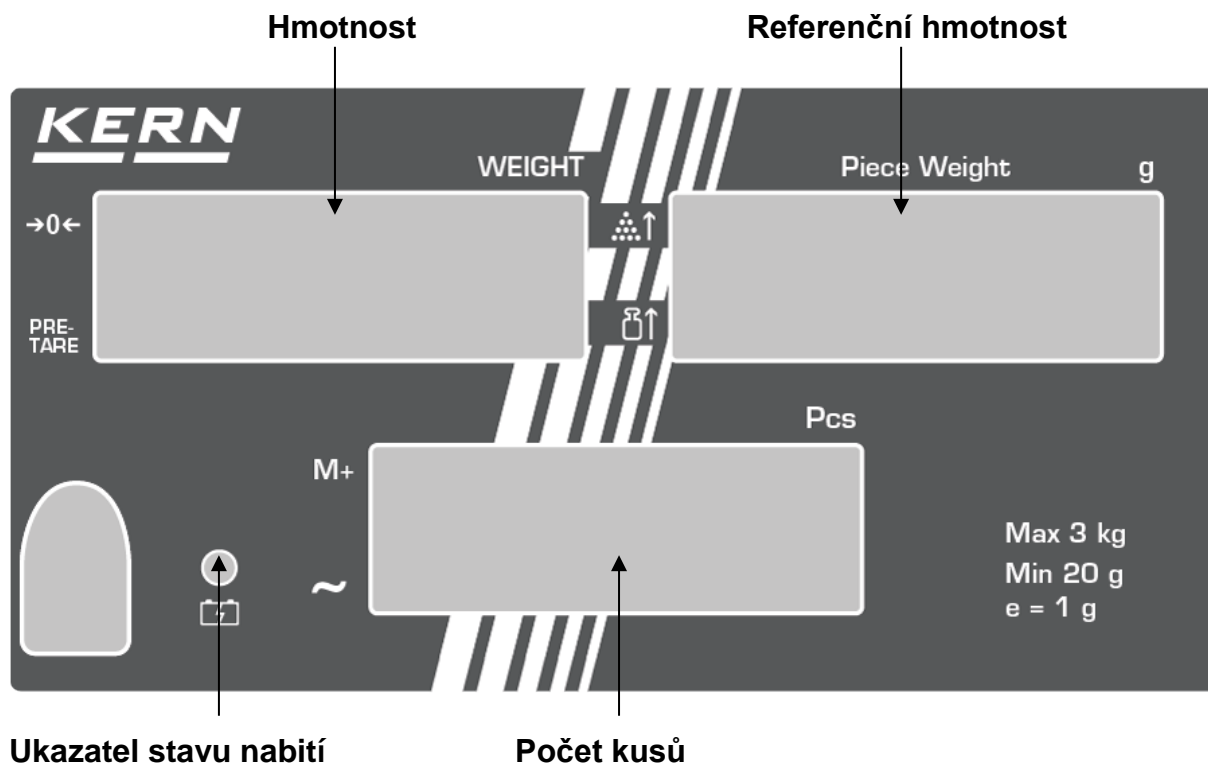 Hmotnost
Referenční hmotnost
KERN
WEIGHT
Piece Weight g
→0←
PRE-
TARE
Pcs
M+
~
Max 3 kg
Min 20 g
e = 1 g
Ukazatel stavu nabití
Počet kusů